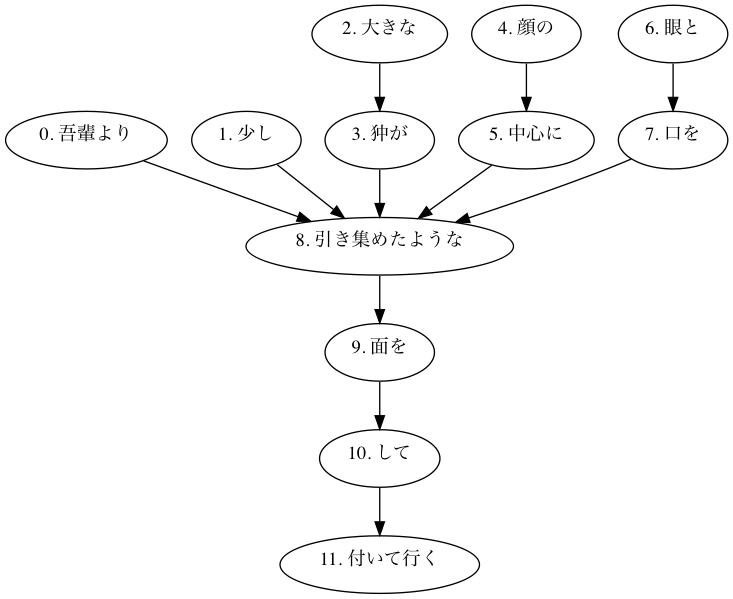 2. 大きな
4. 顔の
6. 眼と
0. 吾輩より
1. 少し
3. 狆が
5. 中心に
7. 口を
8. 引き集めたような
9. 面を
10. して
11. 付いて行く